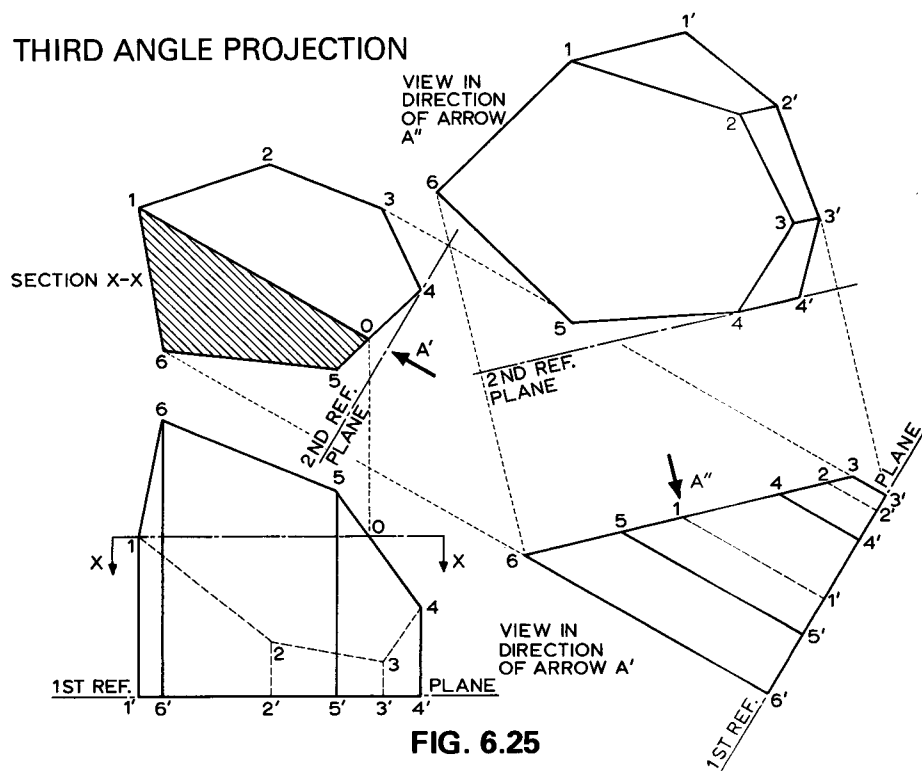 THIRD ANGLE PROJECTION
VIEW IN
DIRECTION
OF ARROW
A"
1
1'
2
2'
3
3'
4
4'
5
6
2ND REF.
PLANE
1
2
3
4
O
5
6
SECTION X-X
A'
2ND REF.
PLANE
6
5
O
1
X
X
4
2
3
1ST REF.
PLANE
1'
6'
2'
5'
3'
4'
A"
6
5
1
4
2
3
PLANE
3'
2'
4'
1'
5'
6'
1ST REF.
VIEW IN
DIRECTION
OF ARROW A'
FIG. 6.25